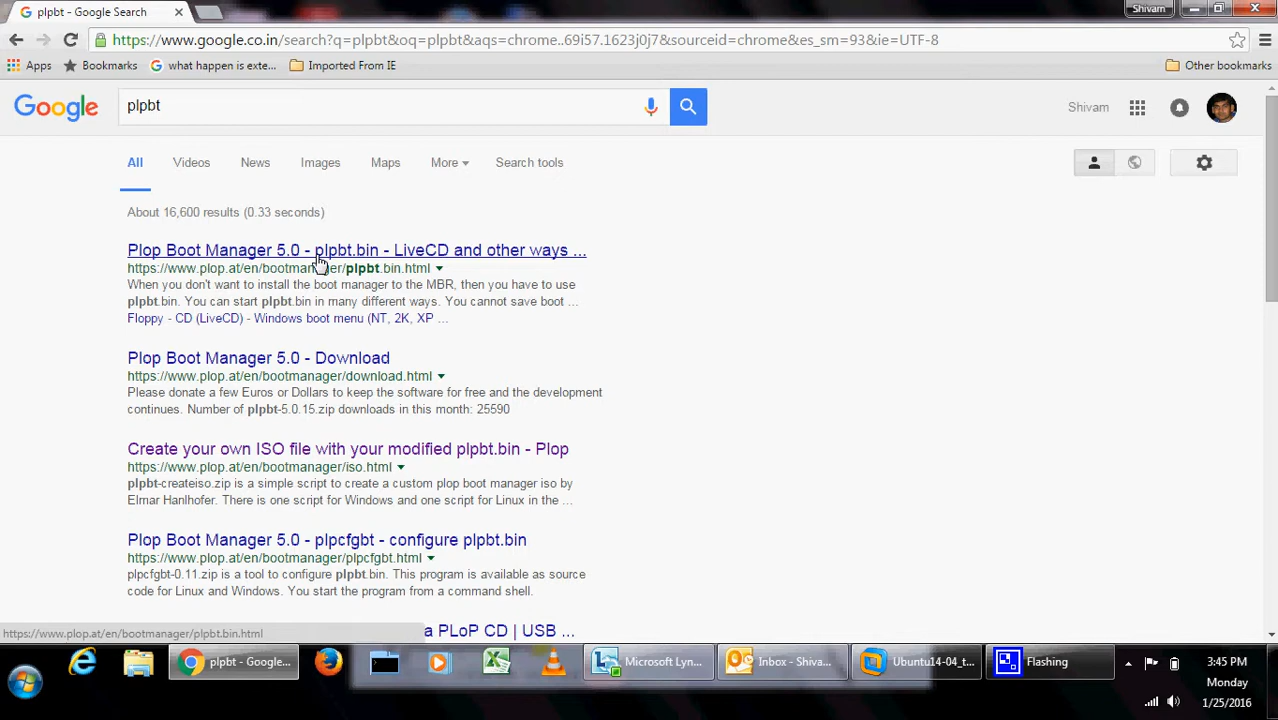 plpbt - Google Search
Shivam
https://www.google.co.in/search?q=plpbt&oq=plpbt&aqs=chrome..69i57.1623j0j7&sourceid=chrome&es_sm=93&ie=UTF-8
Apps Bookmarks what happen is exte... Imported From IE Other bookmarks
Google plpbt Shivam
All Videos News Images Maps More Search tools
About 16,600 results (0.33 seconds)
Plop Boot Manager 5.0 - plpbt.bin - LiveCD and other ways ...
https://www.plop.at/en/bootmanager/plpbt.bin.html
When you don't want to install the boot manager to the MBR, then you have to use
plpbt.bin. You can start plpbt.bin in many different ways. You cannot save boot ...
Floppy - CD (LiveCD) - Windows boot menu (NT, 2K, XP ...
Plop Boot Manager 5.0 - Download
https://www.plop.at/en/bootmanager/download.html
Please donate a few Euros or Dollars to keep the software for free and the development
continues. Number of plpbt-5.0.15.zip downloads in this month: 25590
Create your own ISO file with your modified plpbt.bin - Plop
https://www.plop.at/en/bootmanager/iso.html
plpbt-createiso.zip is a simple script to create a custom plop boot manager iso by
Elmar Hanlhofer. There is one script for Windows and one script for Linux in the ...
Plop Boot Manager 5.0 - plpcfgbt - configure plpbt.bin
https://www.plop.at/en/bootmanager/plpcfgbt.html
plpcfgbt-0.11.zip is a tool to configure plpbt.bin. This program is available as source
code for Linux and Windows. You start the program from a command shell.
a PLoP CD | USB ...
https://www.plop.at/en/bootmanager/plpbt.bin.html
plpbt - Google... Microsoft Lyn... Inbox - Shiva... Ubuntu14-04_t... Flashing
3:45 PM
Monday
1/25/2016